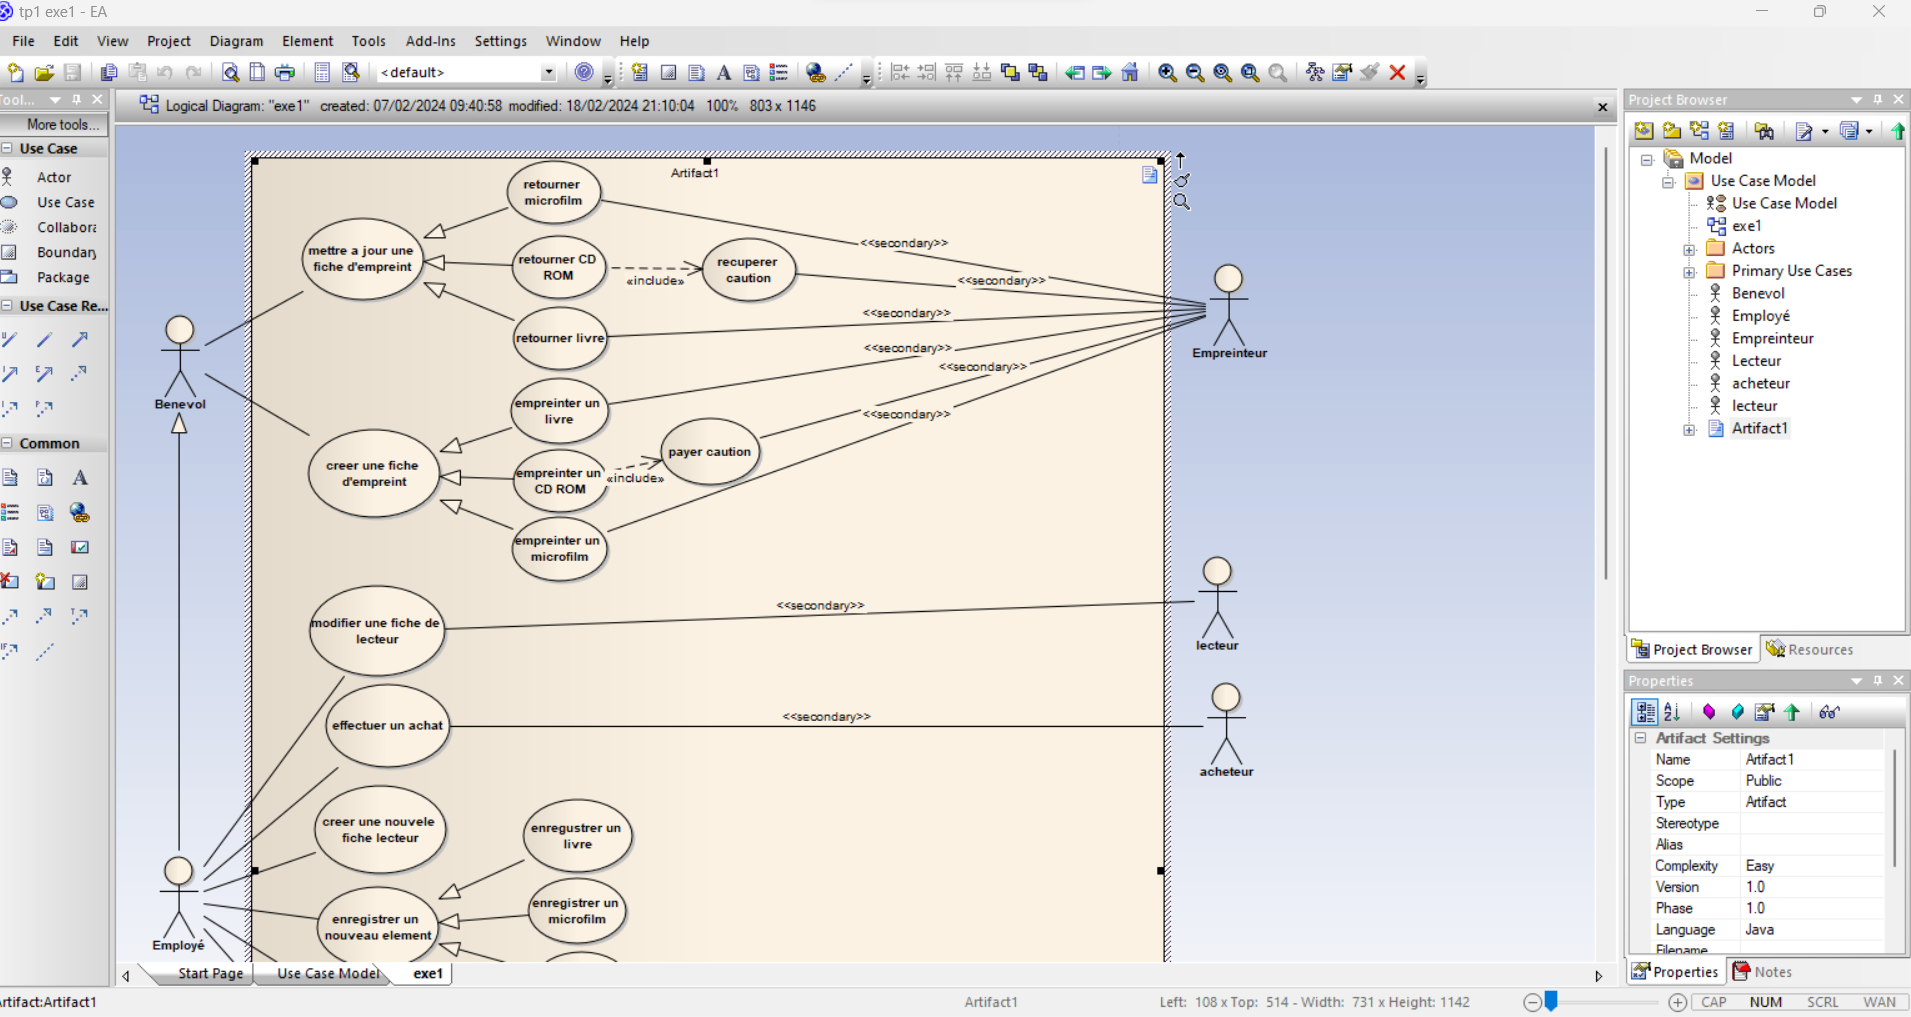 tp1 exe1 - EA
File Edit View Project Diagram Element Tools Add-Ins Settings Window Help
<default>
Logical Diagram: "exe1" created: 07/02/2024 09:40:58 modified: 18/02/2024 21:10:04 100% 803 x 1146
More tools...
Use Case
Actor
Use Case
Collabora
Boundary
Package
Use Case Re...
Common
Artifact1
retourner
microfilm
mettre a jour une
fiche d'empreint
retourner CD
ROM
«include»
recuperer
caution
retourner livre
<<secondary>>
<<secondary>>
<<secondary>>
<<secondary>>
<<secondary>>
<<secondary>>
Empreinteur
Benevol
empreinter un
livre
creer une fiche
d'empreint
empreinter un
CD ROM
«include»
payer caution
empreinter un
microfilm
modifier une fiche de
lecteur
<<secondary>>
lecteur
effectuer un achat
<<secondary>>
acheteur
creer une nouvele
fiche lecteur
enregustrer un
livre
enregistrer un
microfilm
enregistrer un
nouveau element
Employé
Start Page Use Case Model exe1
Project Browser
Model
Use Case Model
Use Case Model
exe1
Actors
Primary Use Cases
Benevol
Employé
Empreinteur
Lecteur
acheteur
lecteur
Artifact1
Project Browser Resources
Properties
Artifact Settings
Name Artifact1
Scope Public
Type Artifact
Stereotype
Alias
Complexity Easy
Version 1.0
Phase 1.0
Language Java
Filename
Properties Notes
Artifact1
Left: 108 x Top: 514 - Width: 731 x Height: 1142
CAP NUM SCRL WAN